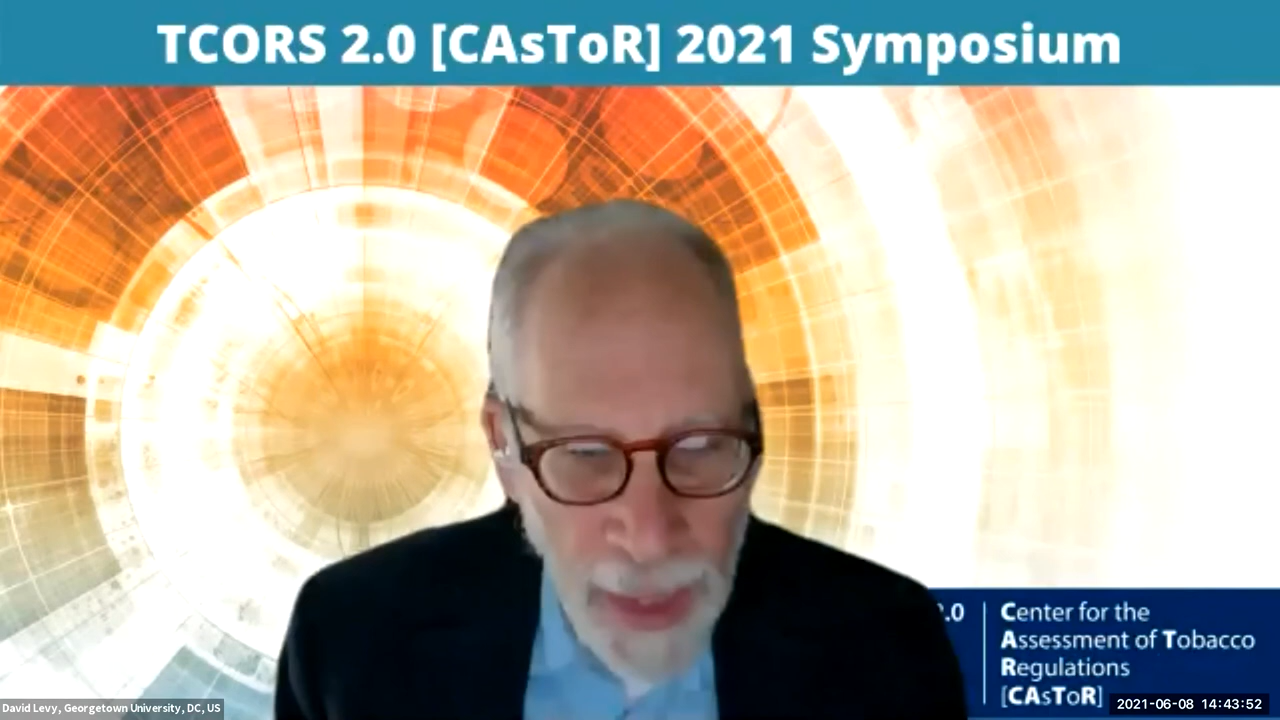 TCORS 2.0 [CAsToR] 2021 Symposium
.0
Center for the
Assessment of Tobacco
Regulations
[CAsToR]
David Levy, Georgetown University, DC, US
2021-06-08 14:43:52